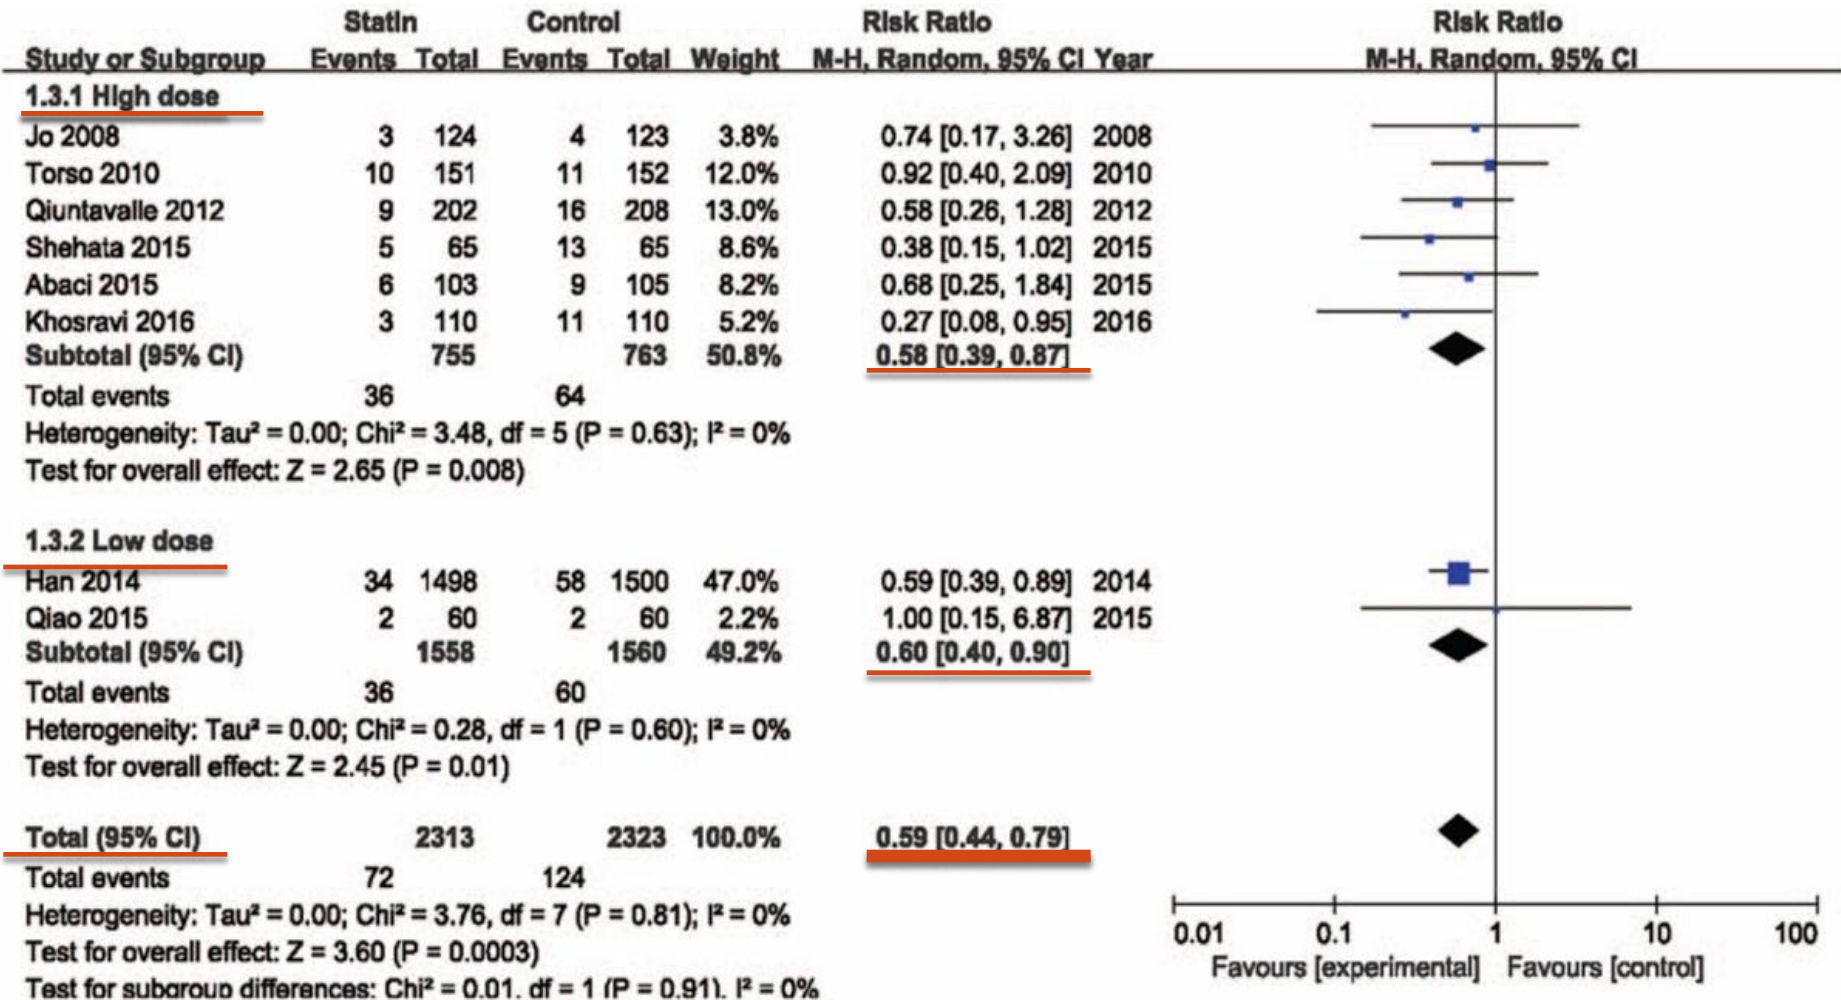 Statin Control Risk Ratio Risk Ratio
Study or Subgroup Events Total Events Total Weight M-H, Random, 95% CI Year M-H, Random, 95% CI
1.3.1 High dose
Jo 2008 3 124 4 123 3.8% 0.74 [0.17, 3.26] 2008
Torso 2010 10 151 11 152 12.0% 0.92 [0.40, 2.09] 2010
Qiuntavalle 2012 9 202 16 208 13.0% 0.58 [0.26, 1.28] 2012
Shehata 2015 5 65 13 65 8.6% 0.38 [0.15, 1.02] 2015
Abaci 2015 6 103 9 105 8.2% 0.68 [0.25, 1.84] 2015
Khosravi 2016 3 110 11 110 5.2% 0.27 [0.08, 0.95] 2016
Subtotal (95% CI) 755 763 50.8% 0.58 [0.39, 0.87]
Total events 36 64
Heterogeneity: Tau² = 0.00; Chi² = 3.48, df = 5 (P = 0.63); I² = 0%
Test for overall effect: Z = 2.65 (P = 0.008)
1.3.2 Low dose
Han 2014 34 1498 58 1500 47.0% 0.59 [0.39, 0.89] 2014
Qiao 2015 2 60 2 60 2.2% 1.00 [0.15, 6.87] 2015
Subtotal (95% CI) 1558 1560 49.2% 0.60 [0.40, 0.90]
Total events 36 60
Heterogeneity: Tau² = 0.00; Chi² = 0.28, df = 1 (P = 0.60); I² = 0%
Test for overall effect: Z = 2.45 (P = 0.01)
Total (95% CI) 2313 2323 100.0% 0.59 [0.44, 0.79]
Total events 72 124
Heterogeneity: Tau² = 0.00; Chi² = 3.76, df = 7 (P = 0.81); I² = 0%
Test for overall effect: Z = 3.60 (P = 0.0003)
Test for subgroup differences: Chi² = 0.01, df = 1 (P = 0.91), I² = 0%
0.01 0.1 1 10 100
Favours [experimental] Favours [control]